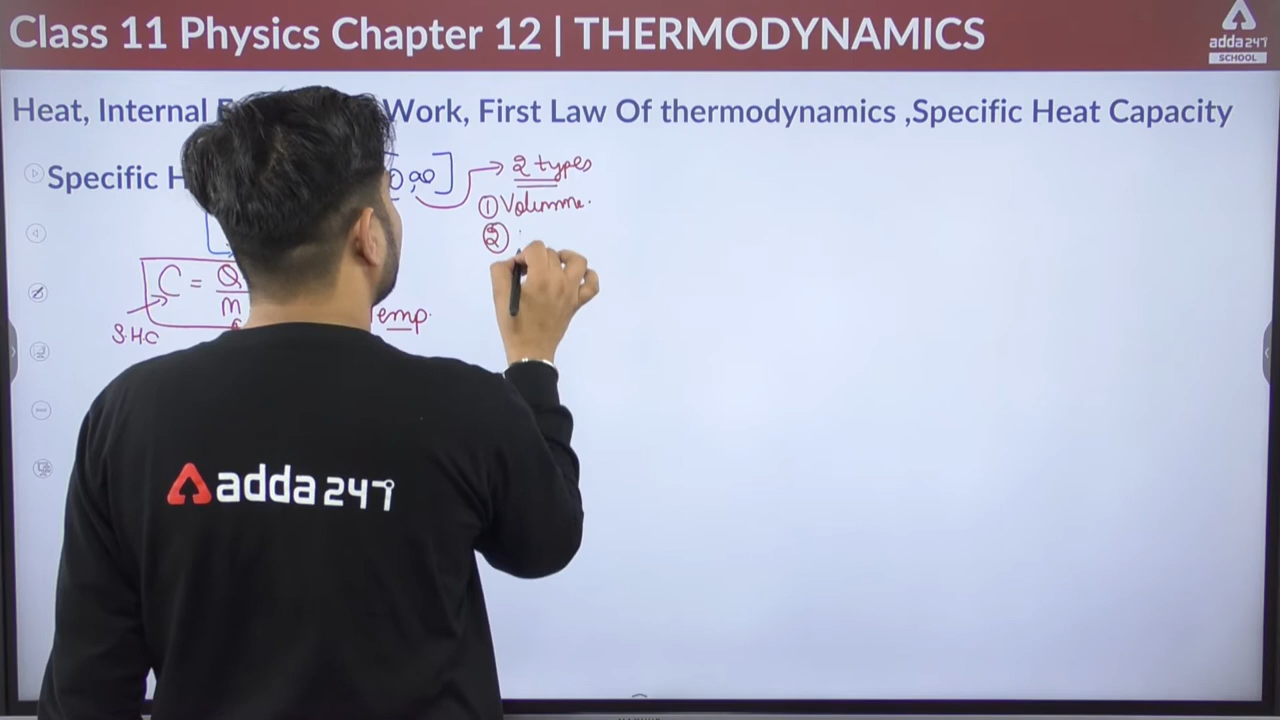 Class 11 Physics Chapter 12 | THERMODYNAMICS
adda247
SCHOOL
Heat, Internal Work, First Law Of thermodynamics ,Specific Heat Capacity
Specific H
2 types
① Volumme.
②
C = Q
m
S.H.C
emp.
adda247